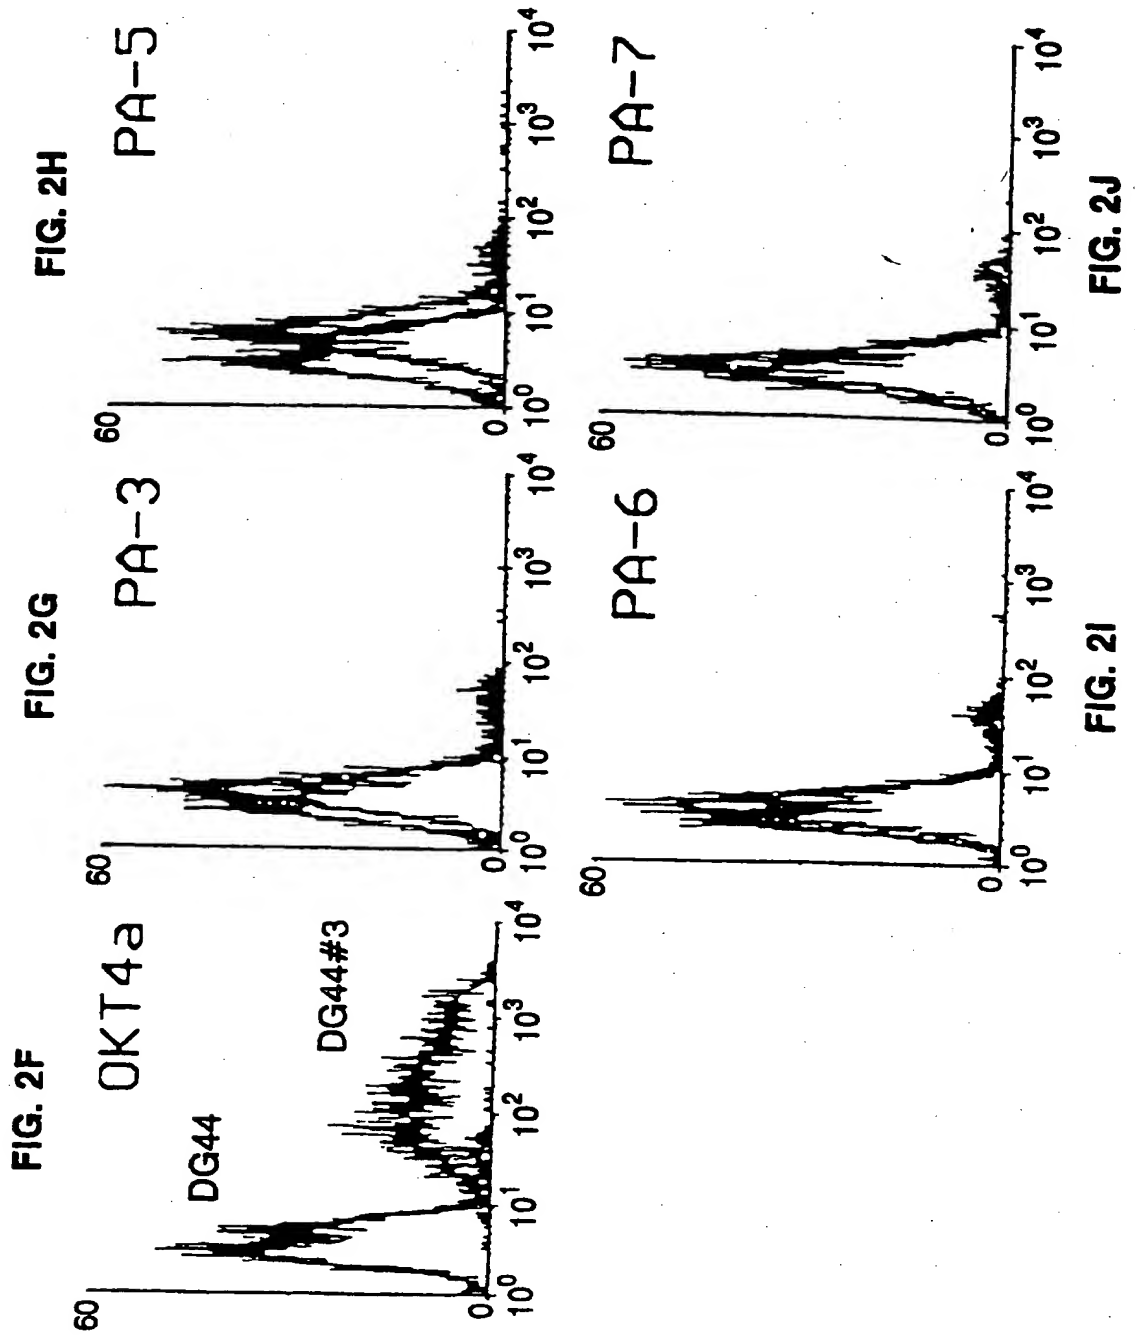 FIG. 2F
OKT4a
DG44
DG44#3
60
0
10⁰ 10¹ 10² 10³ 10⁴
FIG. 2G
PA-3
60
0
10⁰ 10¹ 10² 10³ 10⁴
FIG. 2H
PA-5
60
0
10⁰ 10¹ 10² 10³ 10⁴
PA-6
60
0
10⁰ 10¹ 10² 10³ 10⁴
FIG. 2I
PA-7
60
0
10⁰ 10¹ 10² 10³ 10⁴
FIG. 2J